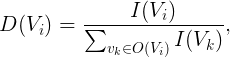 D(V_i) = \frac{I(V_i)}{\sum_{v_k \in O(V_i)} I(V_k)},